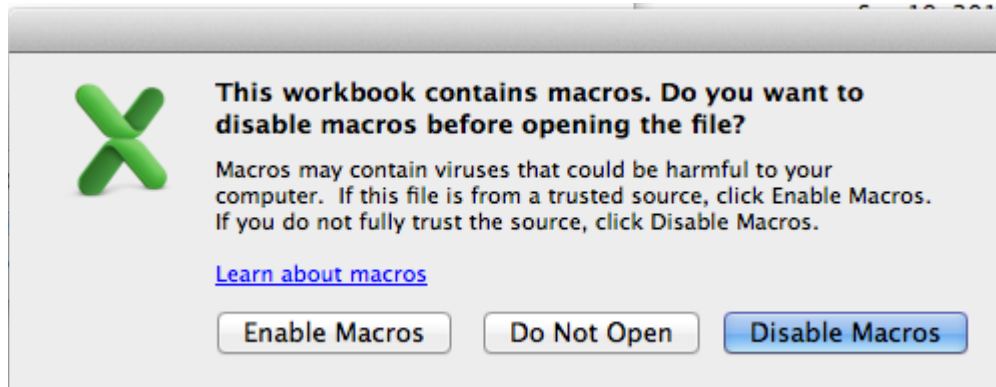 This workbook contains macros. Do you want to
disable macros before opening the file?
Macros may contain viruses that could be harmful to your
computer.  If this file is from a trusted source, click Enable Macros.
If you do not fully trust the source, click Disable Macros.
Learn about macros
Enable Macros
Do Not Open
Disable Macros